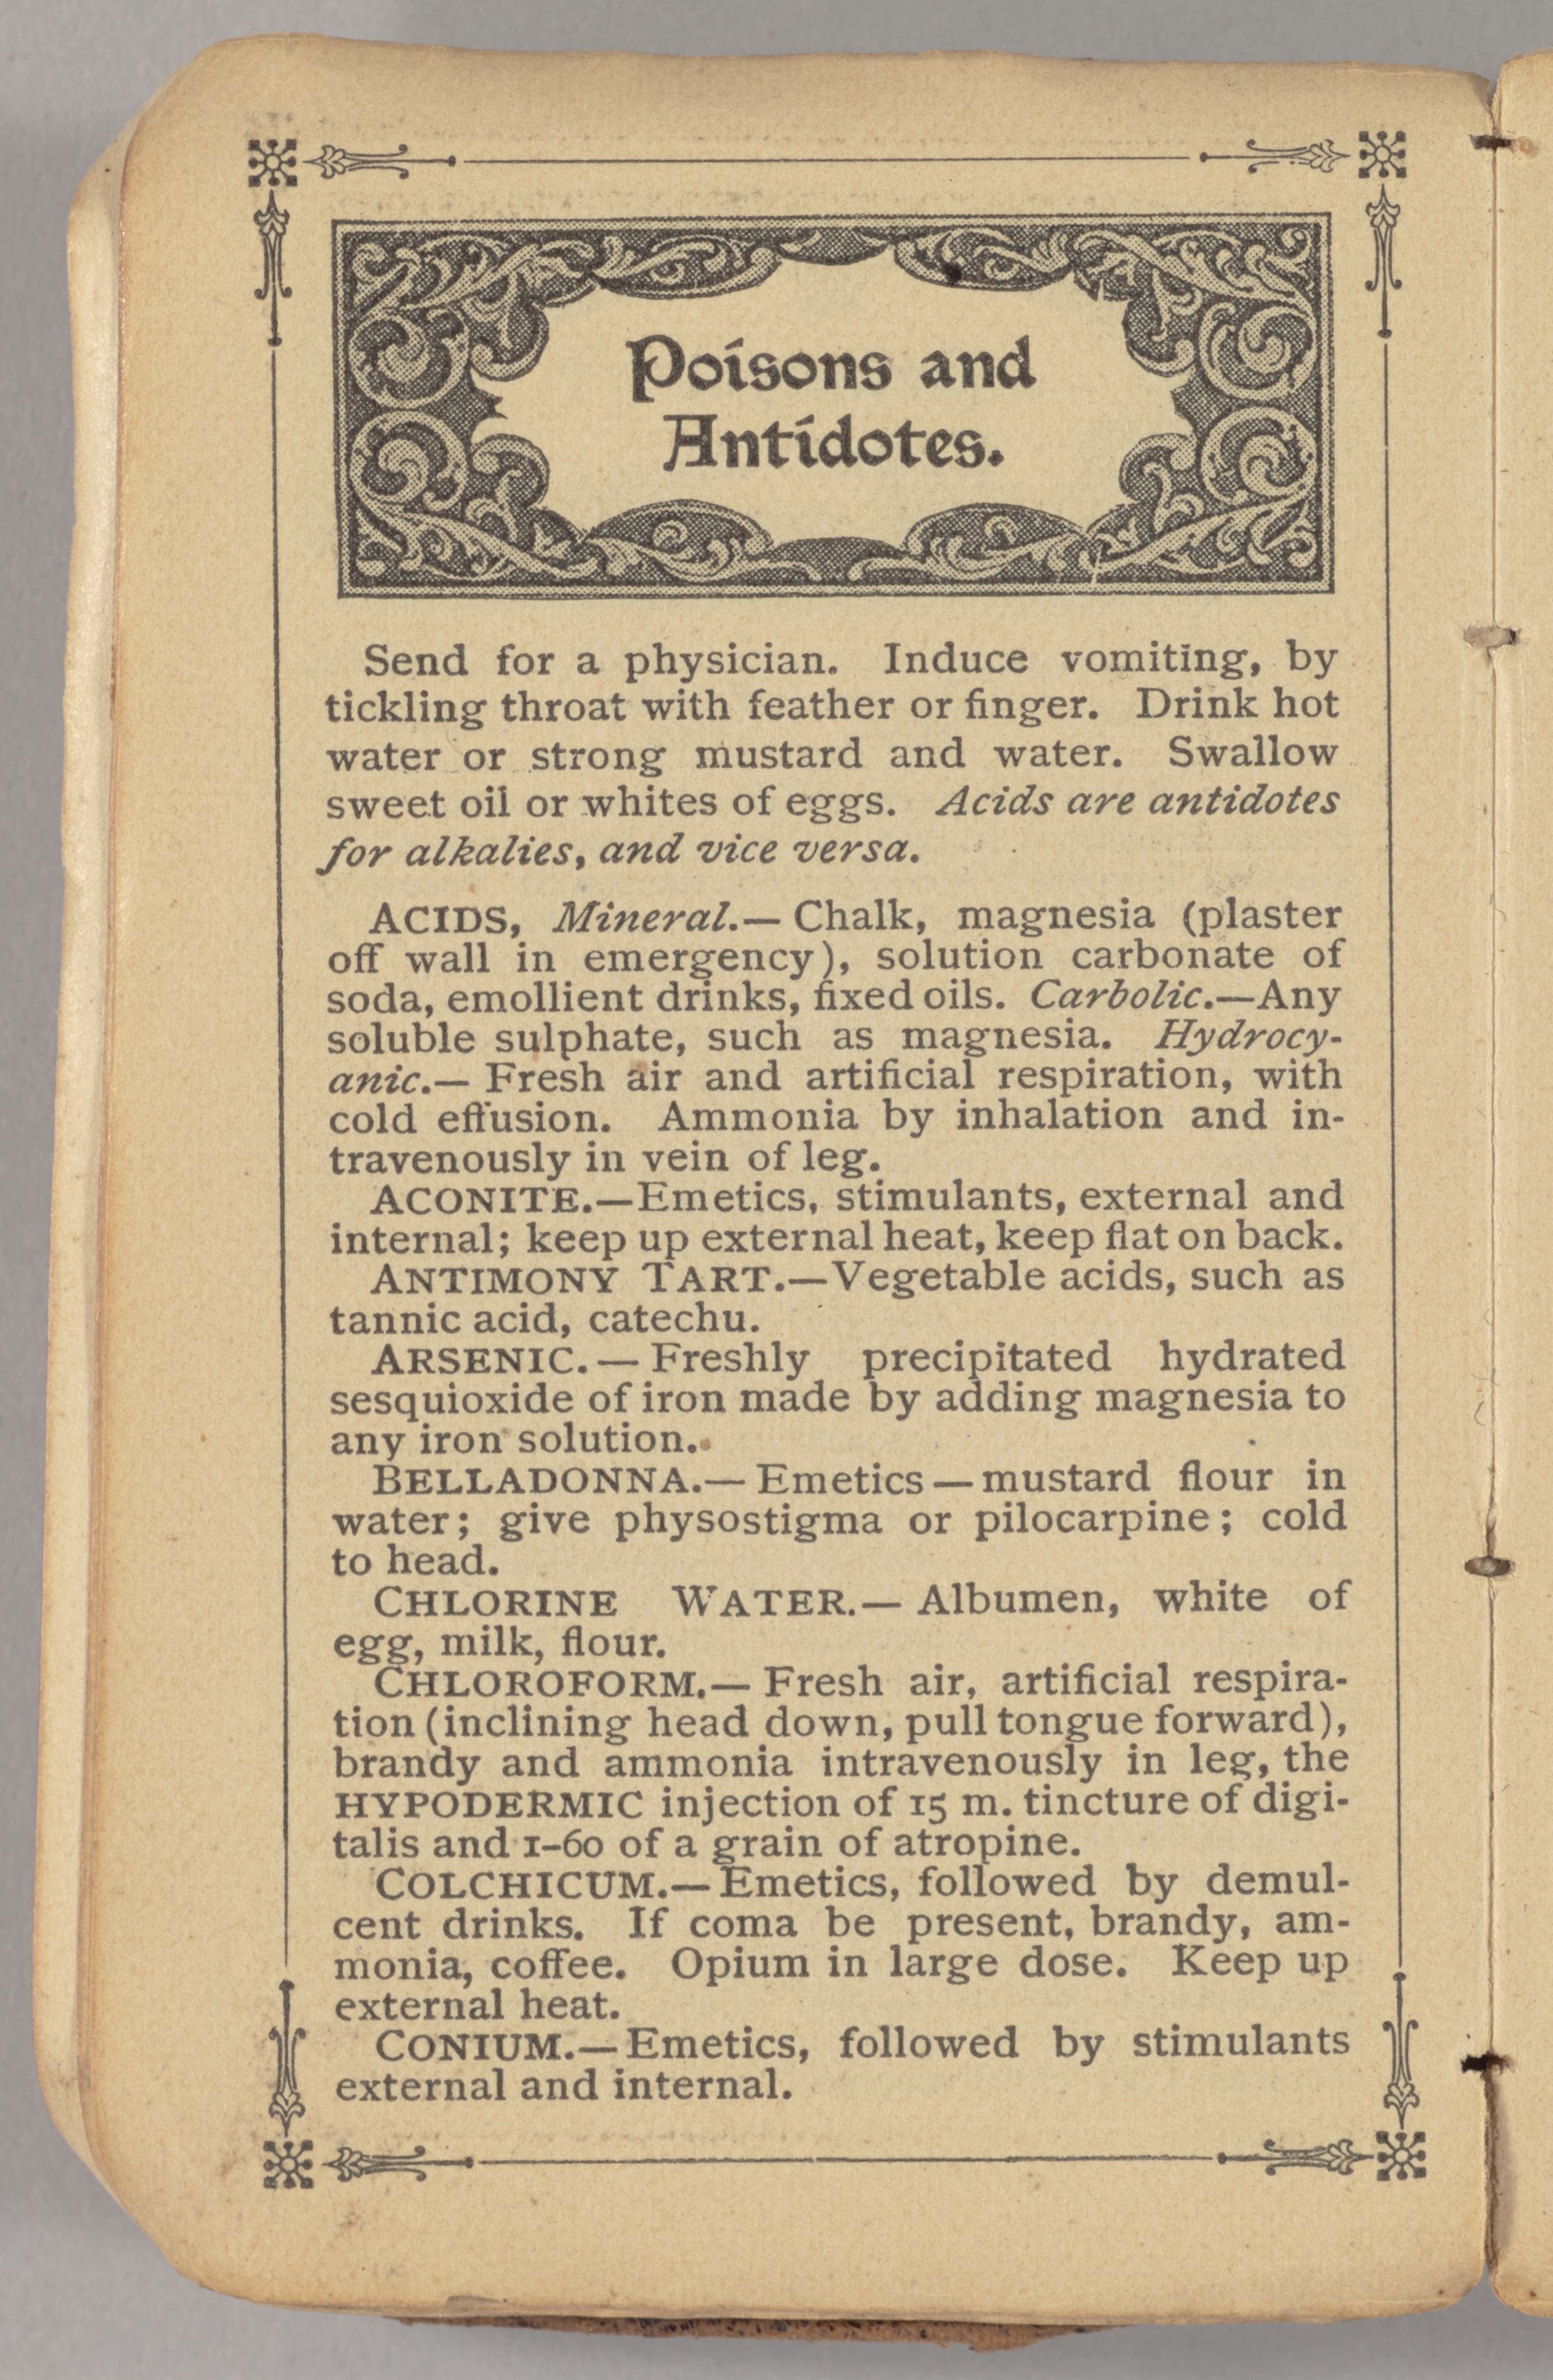 Poisons and
Antidotes.
Send for a physician. Induce vomiting, by
tickling throat with feather or finger. Drink hot
water or strong mustard and water. Swallow
sweet oil or whites of eggs. Acids are antidotes
for alkalies, and vice versa.
ACIDS, Mineral.— Chalk, magnesia (plaster
off wall in emergency), solution carbonate of
soda, emollient drinks, fixed oils. Carbolic.—Any
soluble sulphate, such as magnesia. Hydrocy-
anic.— Fresh air and artificial respiration, with
cold effusion. Ammonia by inhalation and in-
travenously in vein of leg.
ACONITE.—Emetics, stimulants, external and
internal; keep up external heat, keep flat on back.
ANTIMONY TART.—Vegetable acids, such as
tannic acid, catechu.
ARSENIC.— Freshly precipitated hydrated
sesquioxide of iron made by adding magnesia to
any iron solution.
BELLADONNA.— Emetics — mustard flour in
water; give physostigma or pilocarpine; cold
to head.
CHLORINE WATER.— Albumen, white of
egg, milk, flour.
CHLOROFORM.— Fresh air, artificial respira-
tion (inclining head down, pull tongue forward),
brandy and ammonia intravenously in leg, the
HYPODERMIC injection of 15 m. tincture of digi-
talis and 1-60 of a grain of atropine.
COLCHICUM.— Emetics, followed by demul-
cent drinks. If coma be present, brandy, am-
monia, coffee. Opium in large dose. Keep up
external heat.
CONIUM.—Emetics, followed by stimulants
external and internal.